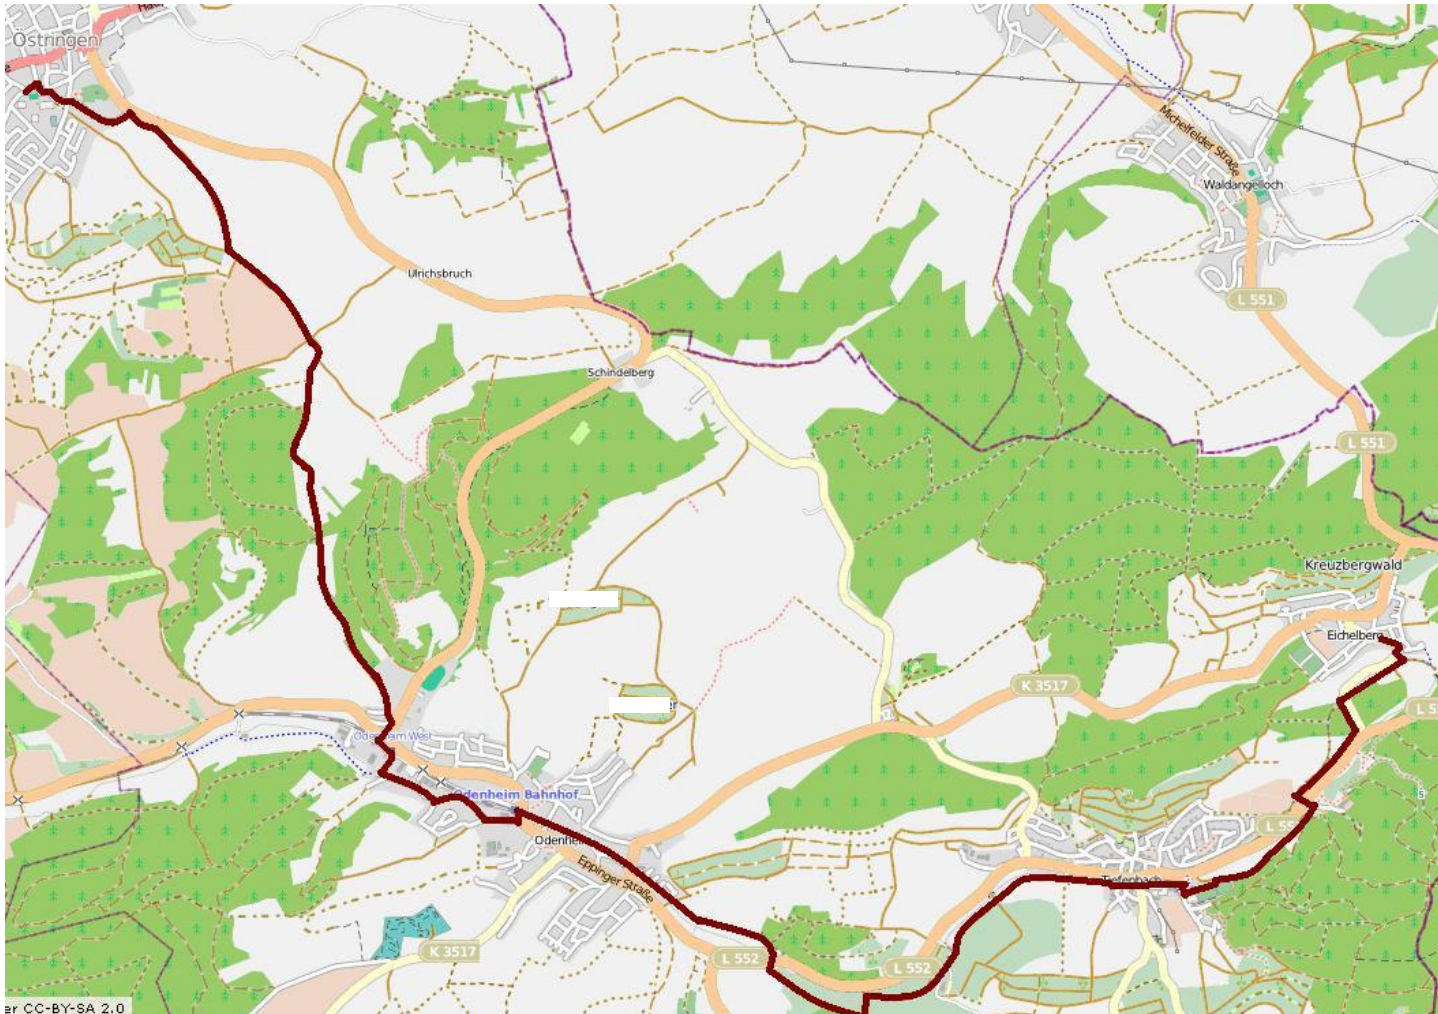 Östringen
Michelfelder Straße
Waldangelloch
Ulrichsbruch
L 551
Schindelberg
L 551
Kreuzbergwald
Eichelberg
K 3517
Odenheim West
Odenheim Bahnhof
Eppinger Straße
Tiefenbach
K 3517
L 552
L 552
er CC-BY-SA 2.0